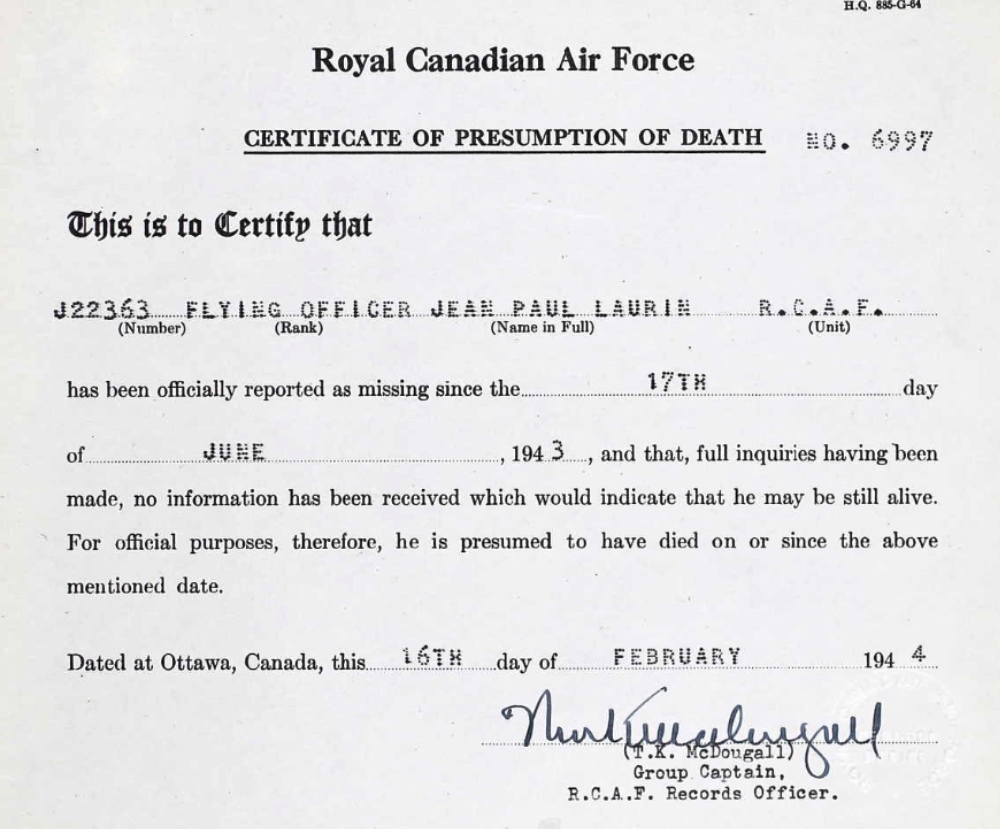 H.Q. 885-G-64
Royal Canadian Air Force
CERTIFICATE OF PRESUMPTION OF DEATH NO. 6997
This is to Certify that
J22363 FLYING OFFICER JEAN PAUL LAURIN R.C.A.F.
(Number) (Rank) (Name in Full) (Unit)
has been officially reported as missing since the 17TH day
of JUNE , 194 3 , and that, full inquiries having been
made, no information has been received which would indicate that he may be still alive.
For official purposes, therefore, he is presumed to have died on or since the above
mentioned date.
Dated at Ottawa, Canada, this 16TH day of FEBRUARY 194 4
(T.K. McDougall)
Group Captain,
R.C.A.F. Records Officer.